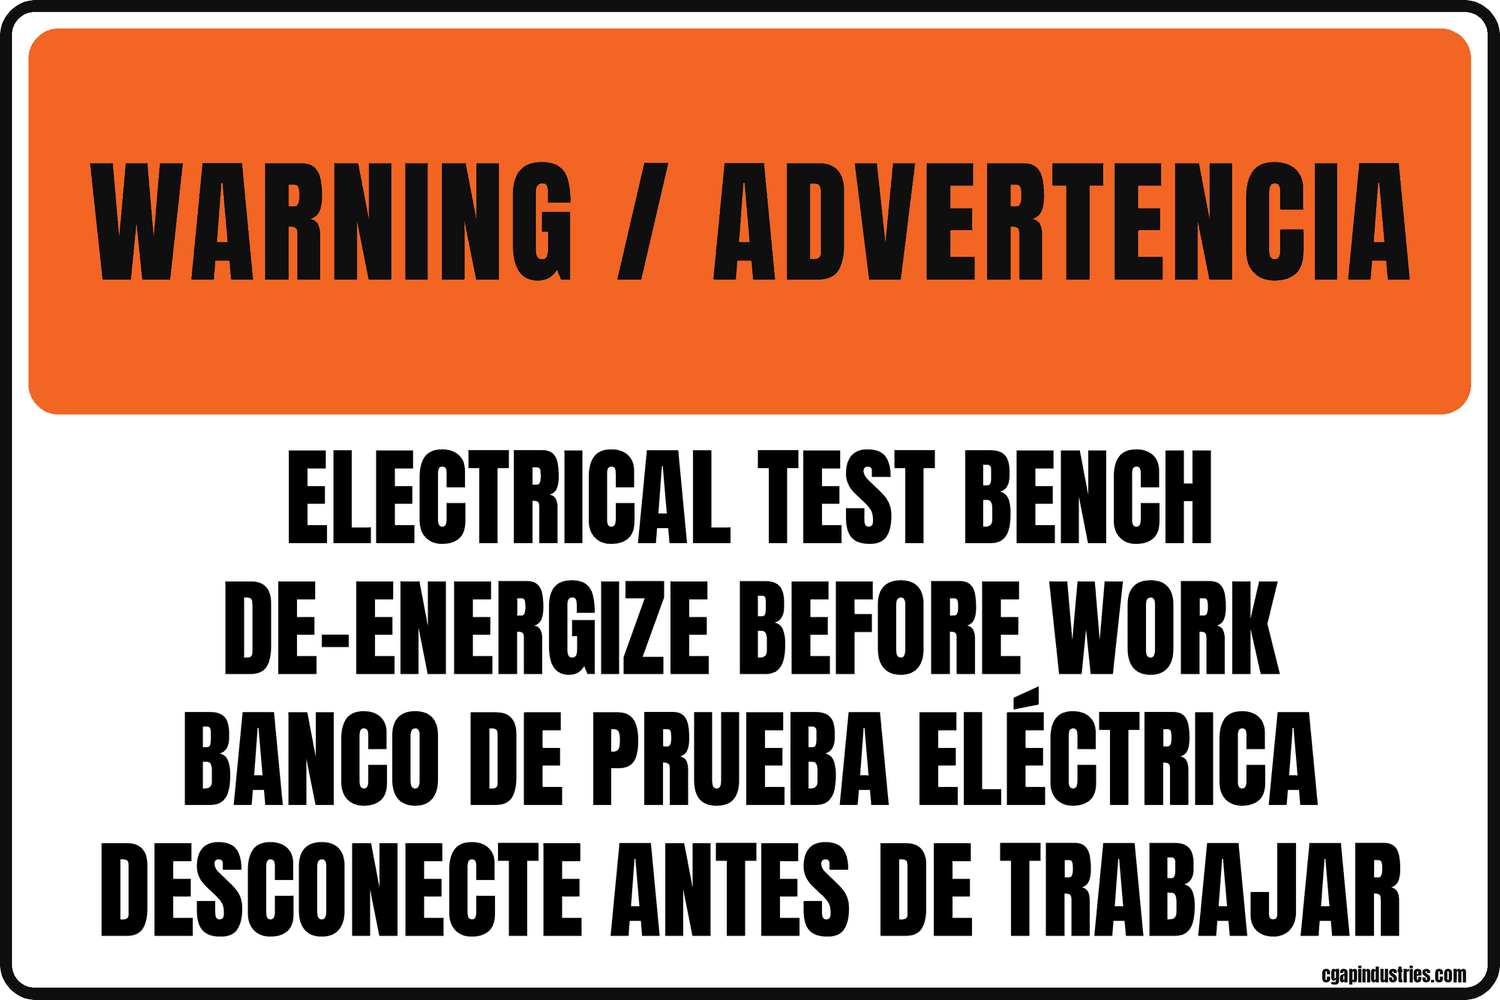 WARNING / ADVERTENCIA
ELECTRICAL TEST BENCH
DE-ENERGIZE BEFORE WORK
BANCO DE PRUEBA ELÉCTRICA
DESCONECTE ANTES DE TRABAJAR
cgapindustries.com